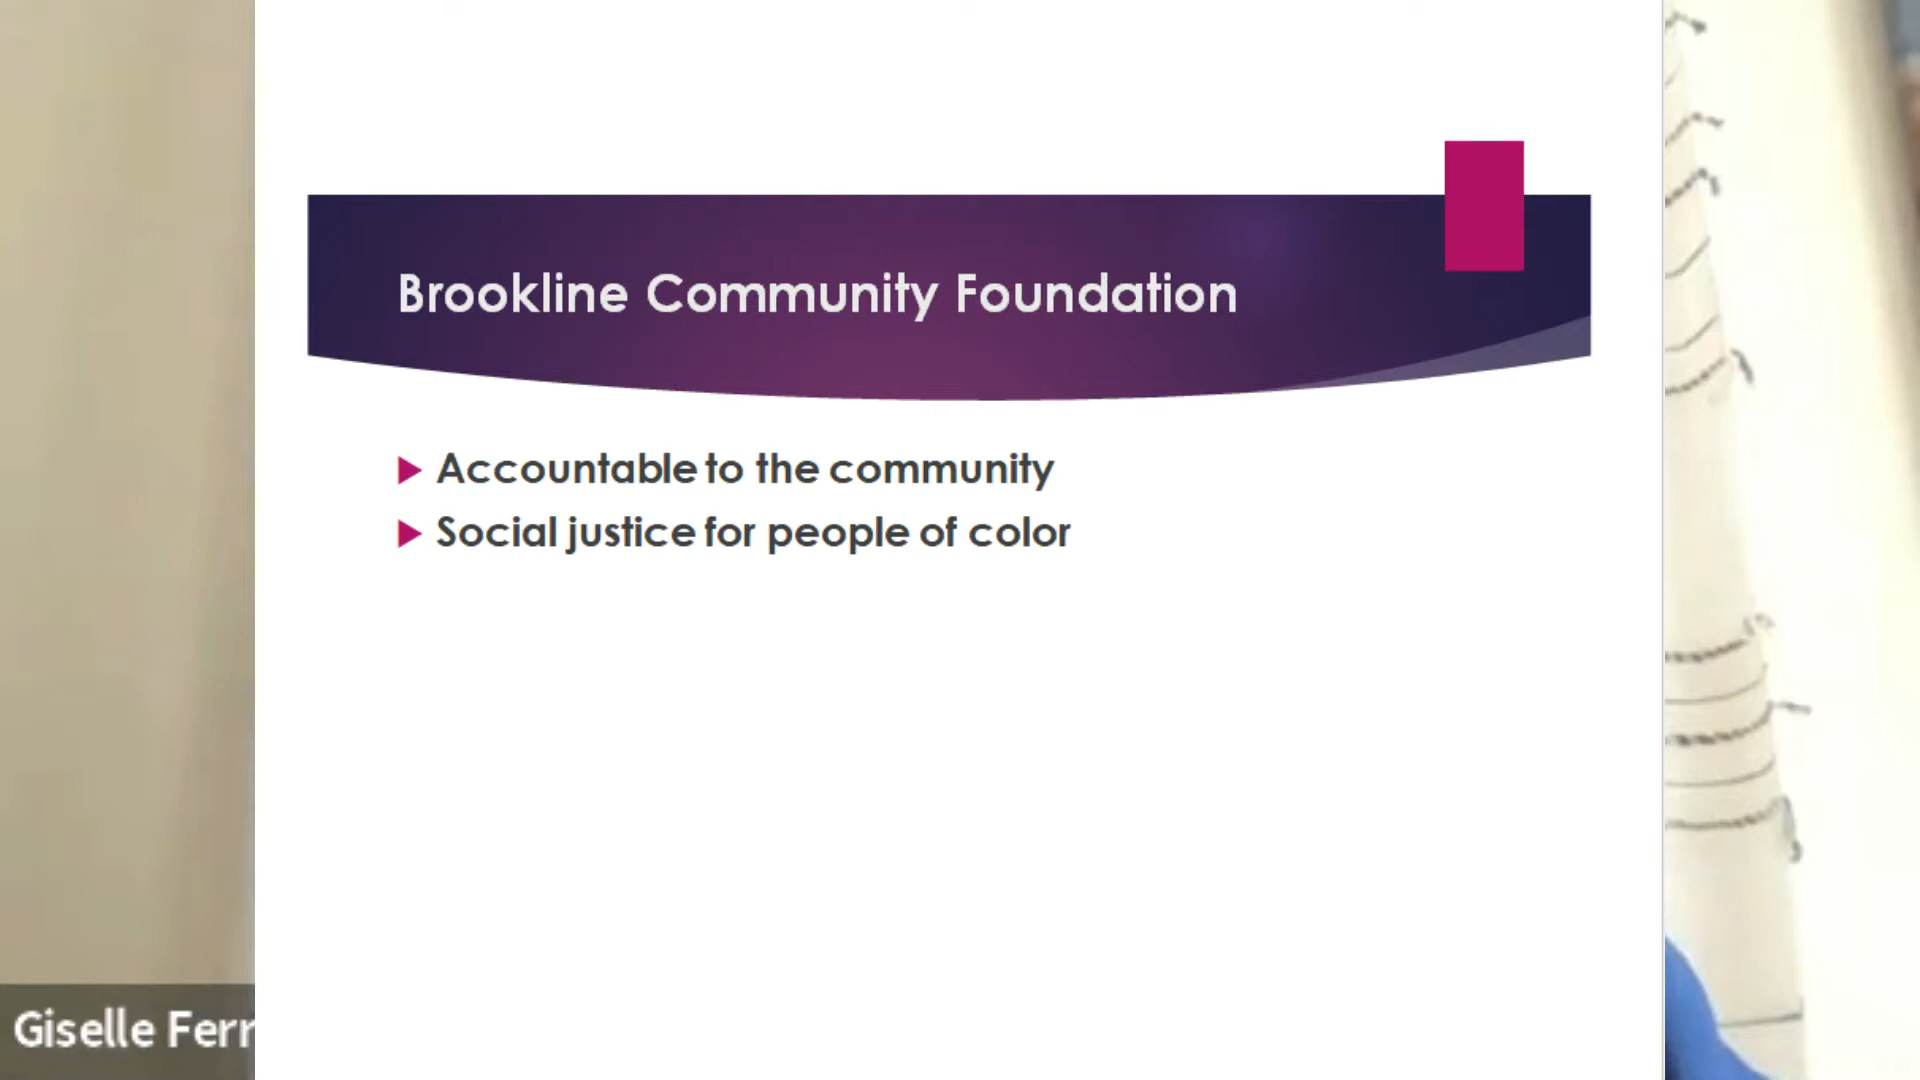 Brookline Community Foundation
Accountable to the community
Social justice for people of color
Giselle Ferr